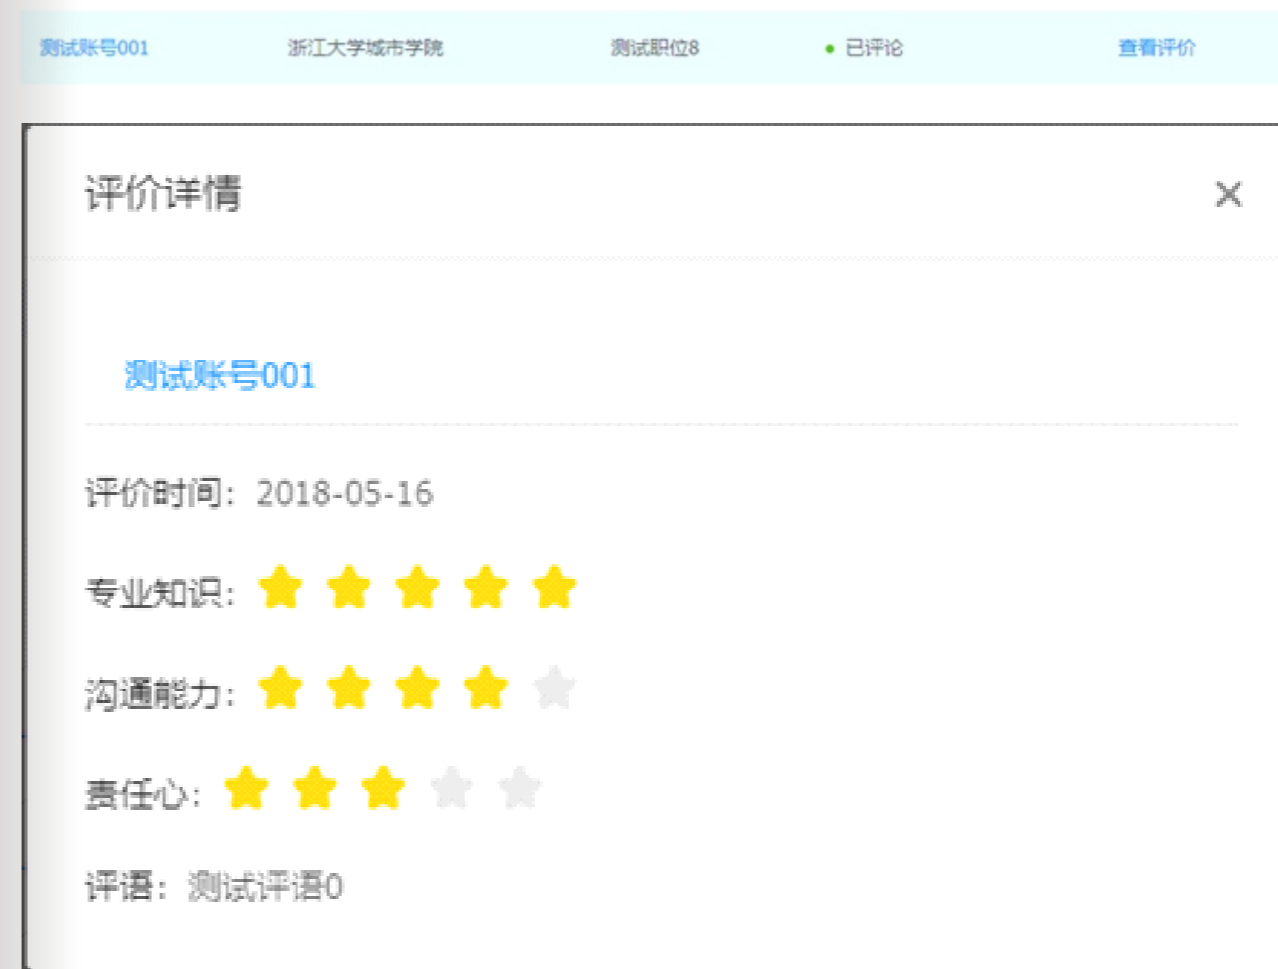 测试账号001 浙江大学城市学院 测试职位8 已评论 查看评价
评价详情
测试账号001
评价时间：2018-05-16
专业知识：
沟通能力：
责任心：
评语：测试评语0